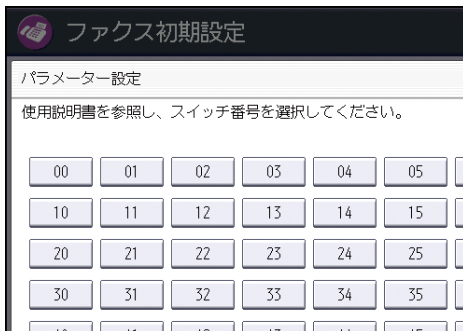 ファクス初期設定
パラメーター設定
使用説明書を参照し、スイッチ番号を選択してください。
00 01 02 03 04 05
10 11 12 13 14 15
20 21 22 23 24 25
30 31 32 33 34 35